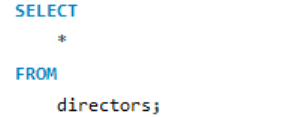 SELECT
    *
FROM
    directors;